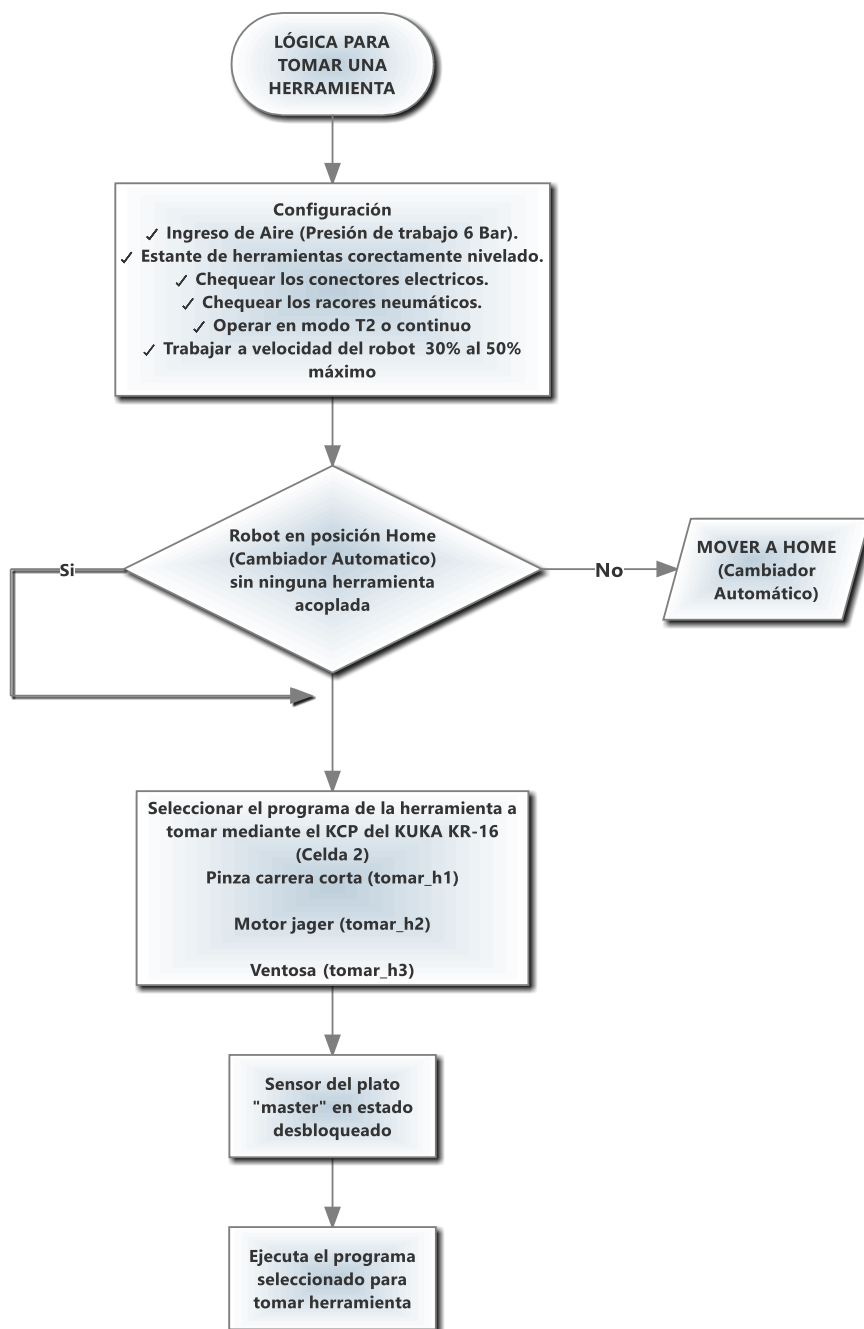 LÓGICA PARA
TOMAR UNA
HERRAMIENTA
Configuración
✓ Ingreso de Aire (Presión de trabajo 6 Bar).
✓ Estante de herramientas corectamente nivelado.
✓ Chequear los conectores electricos.
✓ Chequear los racores neumáticos.
✓ Operar en modo T2 o continuo
✓ Trabajar a velocidad del robot 30% al 50%
máximo
Robot en posición Home
(Cambiador Automatico)
sin ninguna herramienta
acoplada
Si
No
MOVER A HOME
(Cambiador
Automático)
Seleccionar el programa de la herramienta a
tomar mediante el KCP del KUKA KR-16
(Celda 2)
Pinza carrera corta (tomar_h1)
Motor jager (tomar_h2)
Ventosa (tomar_h3)
Sensor del plato
"master" en estado
desbloqueado
Ejecuta el programa
seleccionado para
tomar herramienta